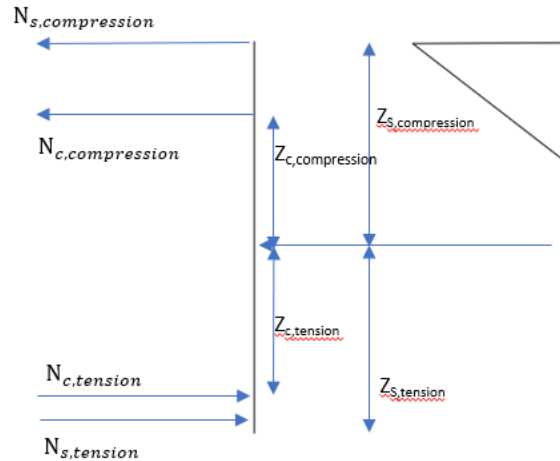 Ns,compression
Zs,compression
Nc,compression
Zc,compression
Zc,tension
Nc,tension
Zs,tension
Ns,tension